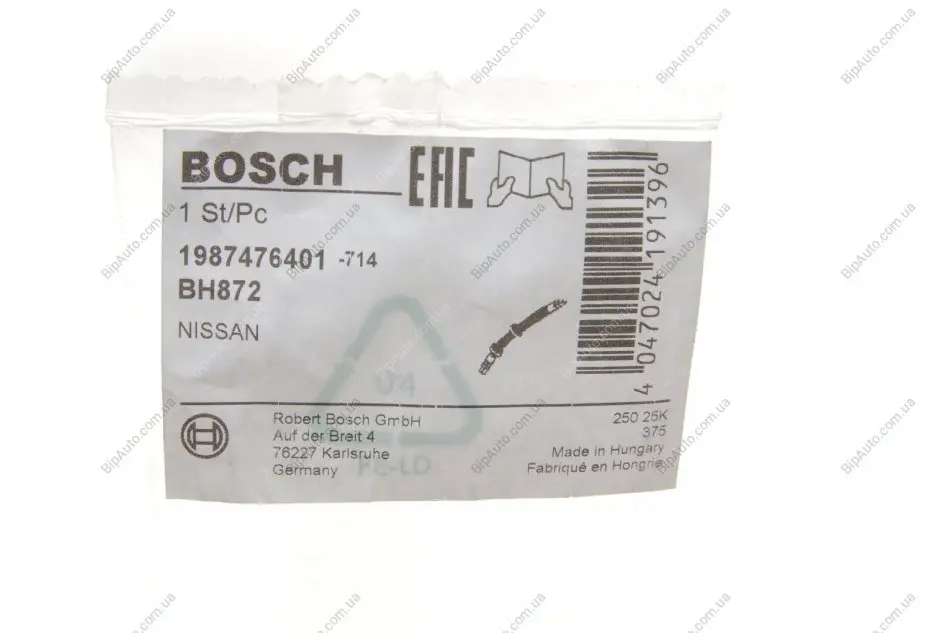 BOSCH
EAC
1 St/Pc
1987476401 -714
BH872
NISSAN
4 047024 191396
04
PE-LD
Robert Bosch GmbH
Auf der Breit 4
76227 Karlsruhe
Germany
250 25K
375
Made in Hungary
Fabriqué en Hongrie
BipAuto.com.ua